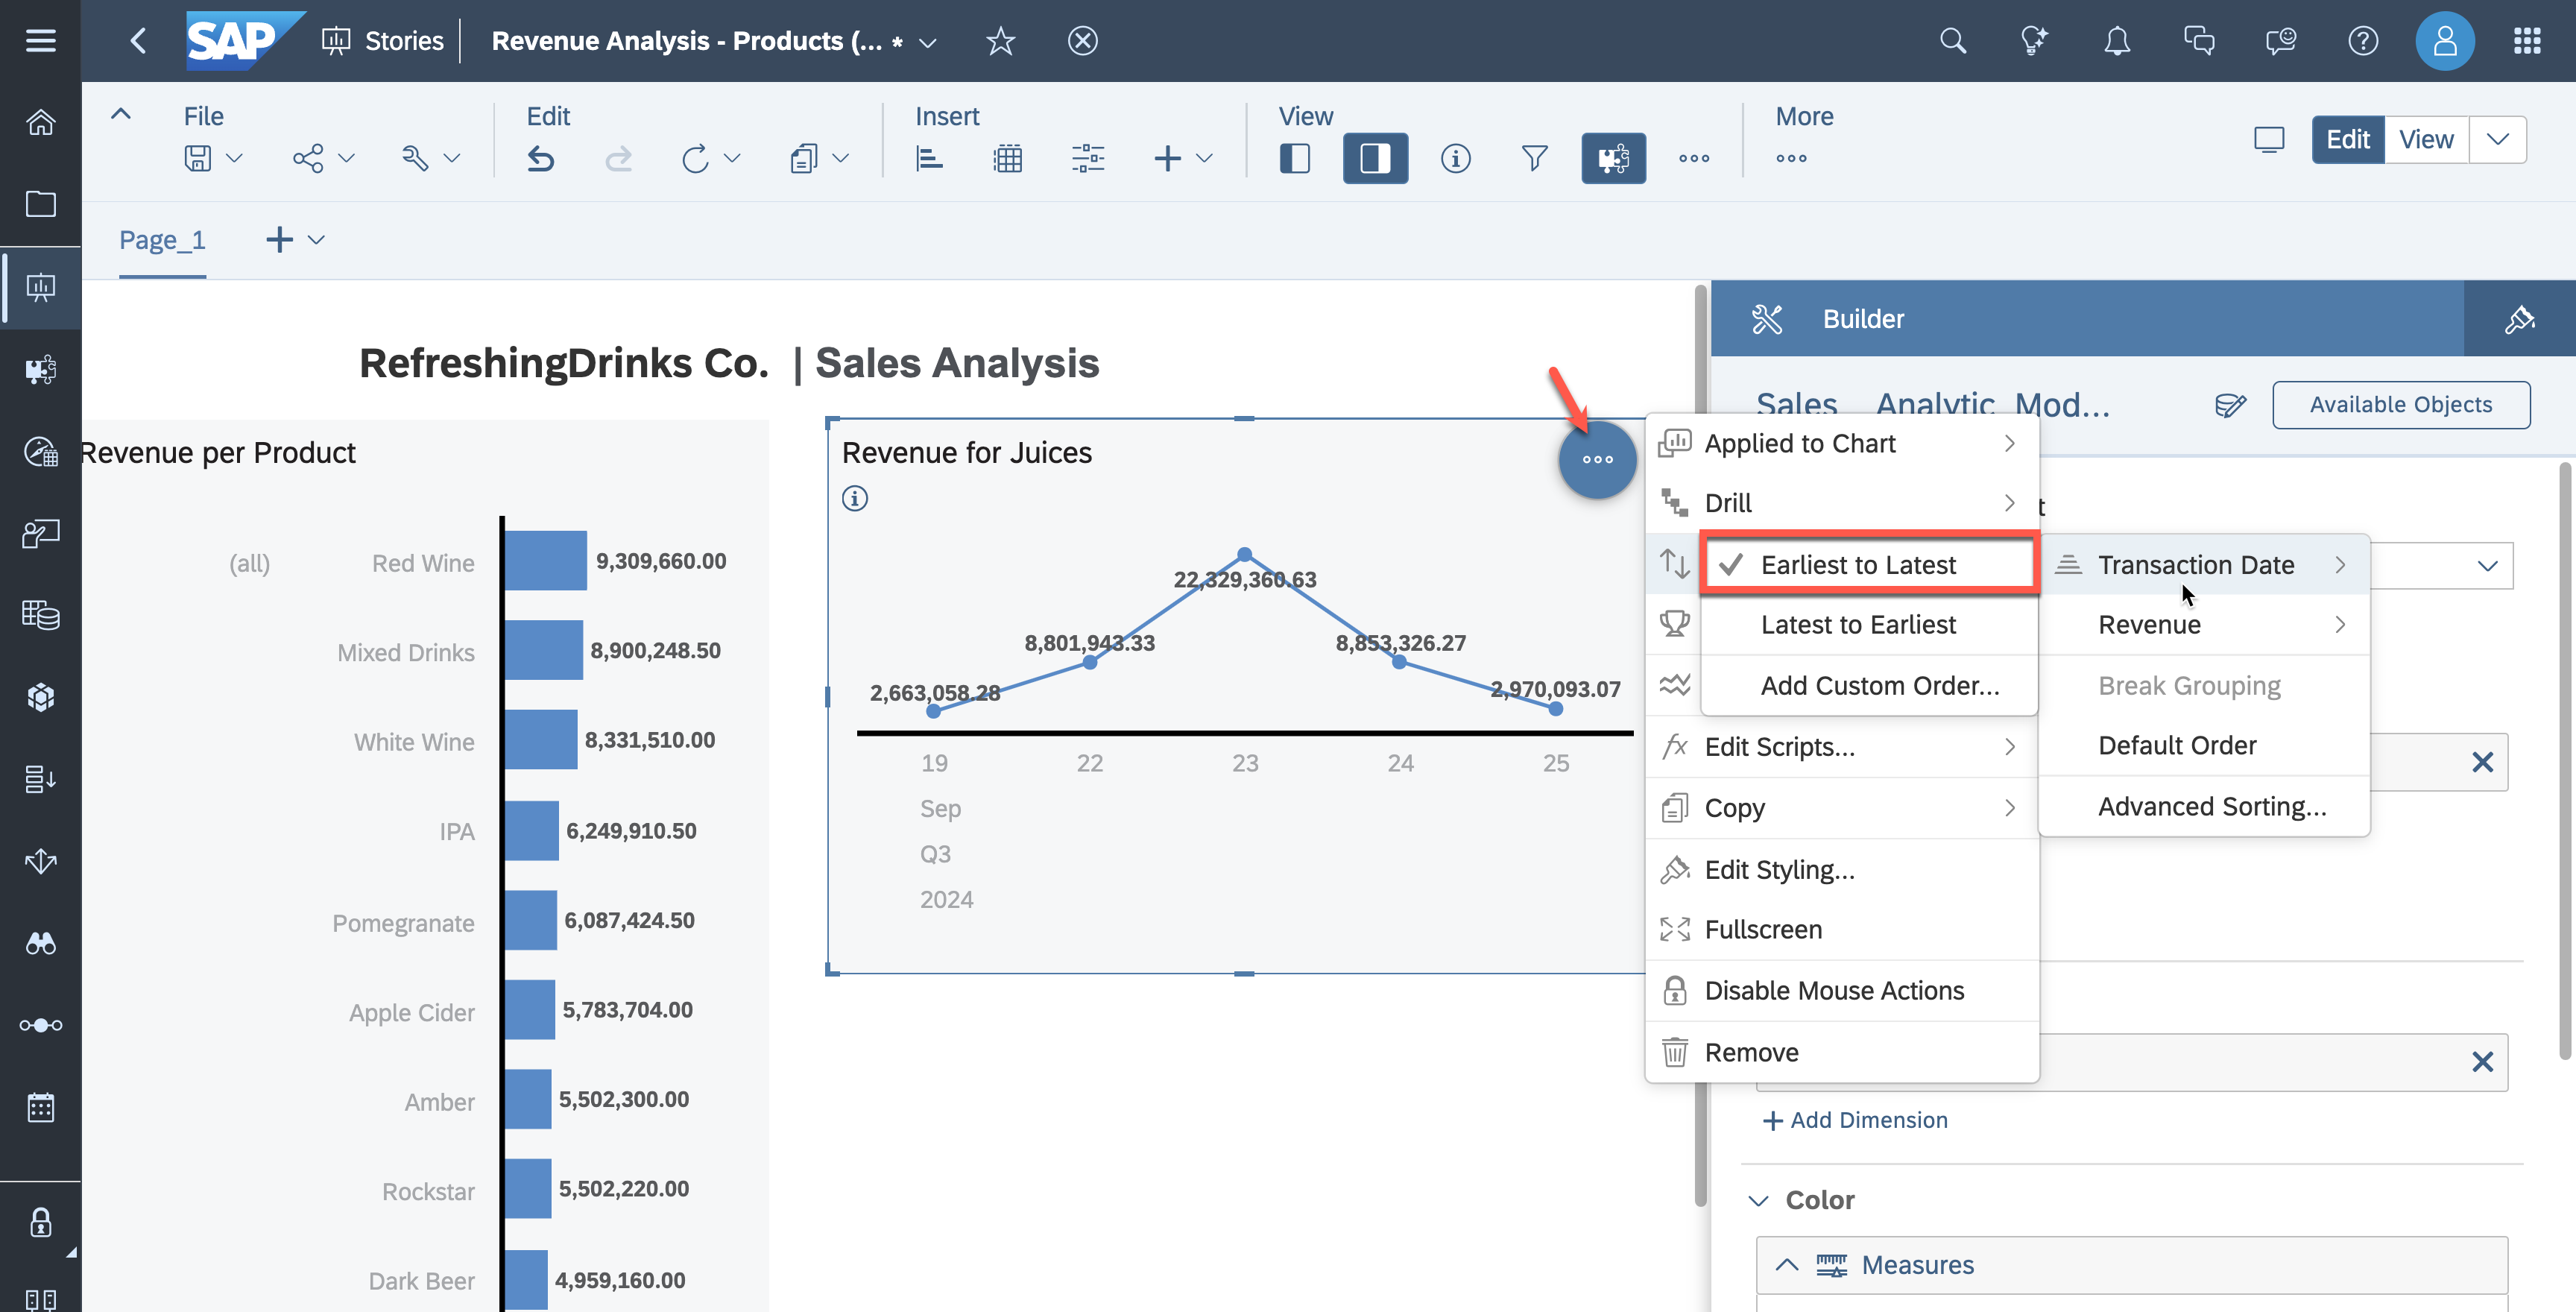 SAP
Stories
Revenue Analysis - Products (... *
File
Edit
Insert
View
More
Edit
View
Page_1
RefreshingDrinks Co. | Sales Analysis
Revenue per Product
(all)
Red Wine
9,309,660.00
Mixed Drinks
8,900,248.50
White Wine
8,331,510.00
IPA
6,249,910.50
Pomegranate
6,087,424.50
Apple Cider
5,783,704.00
Amber
5,502,300.00
Rockstar
5,502,220.00
Dark Beer
4,959,160.00
Revenue for Juices
22,329,360.63
8,801,943.33
8,853,326.27
2,663,058.28
2,970,093.07
19 22 23 24 25
Sep
Q3
2024
Applied to Chart
Drill
Edit Scripts...
Copy
Edit Styling...
Fullscreen
Disable Mouse Actions
Remove
Earliest to Latest
Latest to Earliest
Add Custom Order...
Transaction Date
Revenue
Break Grouping
Default Order
Advanced Sorting...
Builder
Sales_Analytic_Mod...
Available Objects
t
+ Add Dimension
Color
Measures